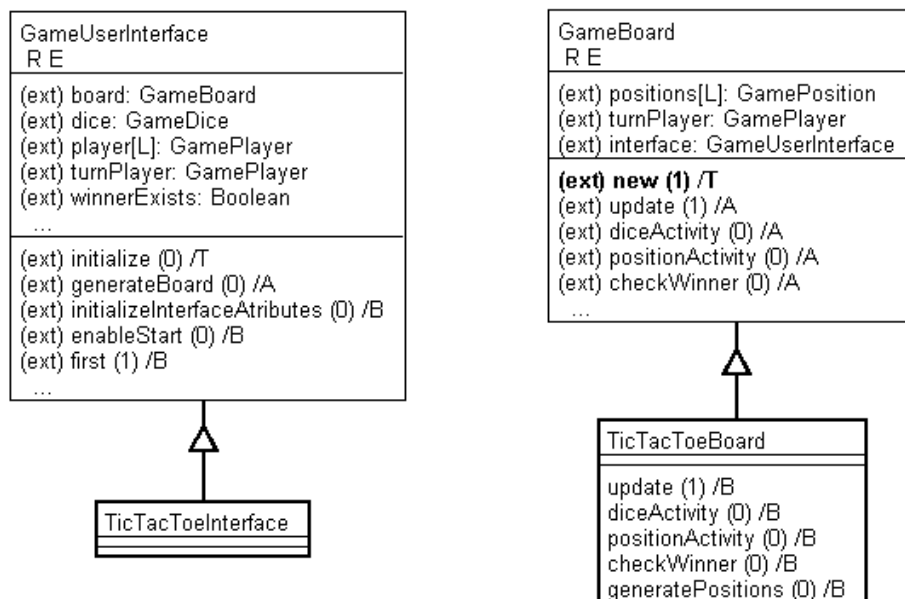 GameUserInterface
R E
(ext) board: GameBoard
(ext) dice: GameDice
(ext) player[L]: GamePlayer
(ext) turnPlayer: GamePlayer
(ext) winnerExists: Boolean
...
(ext) initialize (0) /T
(ext) generateBoard (0) /A
(ext) initializeInterfaceAtributes (0) /B
(ext) enableStart (0) /B
(ext) first (1) /B
...
TicTacToeInterface
GameBoard
R E
(ext) positions[L]: GamePosition
(ext) turnPlayer: GamePlayer
(ext) interface: GameUserInterface
(ext) new (1) /T
(ext) update (1) /A
(ext) diceActivity (0) /A
(ext) positionActivity (0) /A
(ext) checkWinner (0) /A
...
TicTacToeBoard
update (1) /B
diceActivity (0) /B
positionActivity (0) /B
checkWinner (0) /B
generatePositions (0) /B